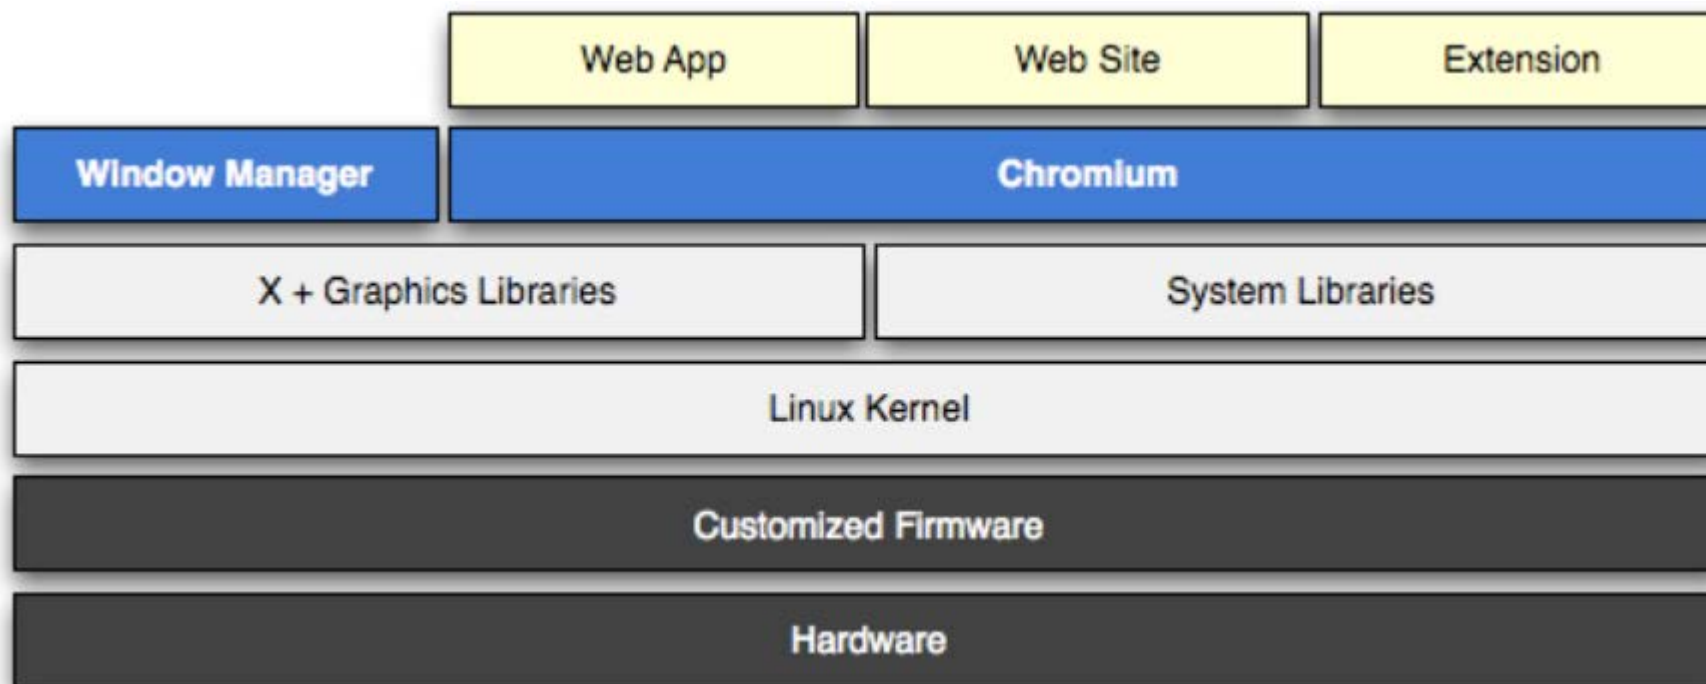 Web App
Web Site
Extension
Window Manager
Chromium
X + Graphics Libraries
System Libraries
Linux Kernel
Customized Firmware
Hardware